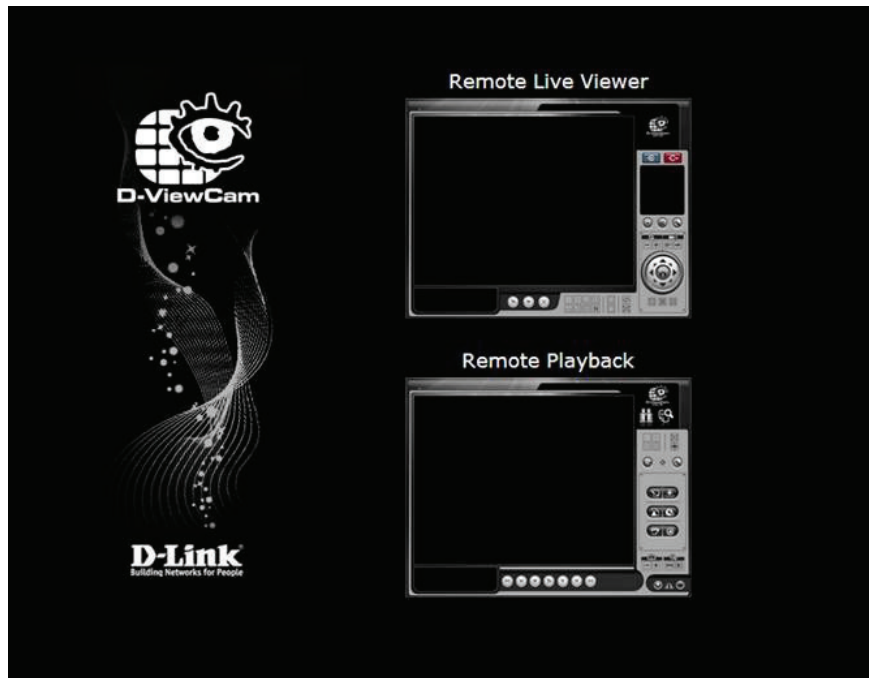 Remote Live Viewer
D-ViewCam
Remote Playback
D-Link
Building Networks for People